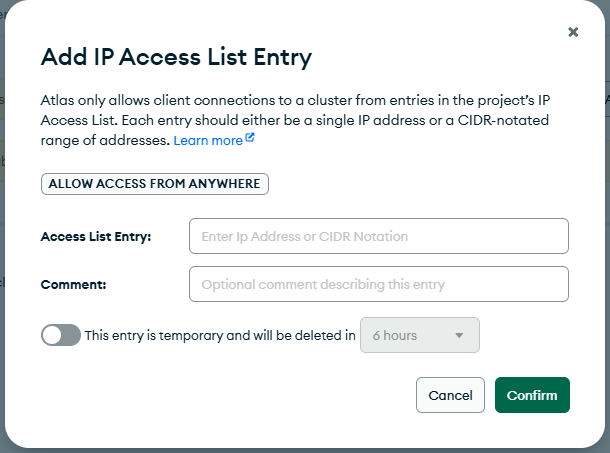 Add IP Access List Entry
Atlas only allows client connections to a cluster from entries in the project's IP
Access List. Each entry should either be a single IP address or a CIDR-notated
range of addresses. Learn more
ALLOW ACCESS FROM ANYWHERE
Access List Entry: Enter Ip Address or CIDR Notation
Comment: Optional comment describing this entry
This entry is temporary and will be deleted in 6 hours
Cancel Confirm